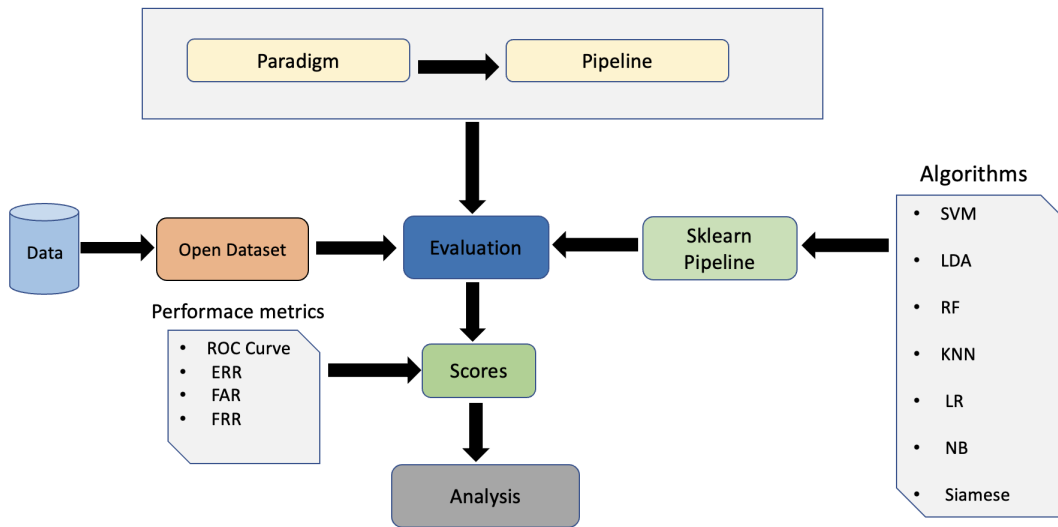 Paradigm
Pipeline
Algorithms
Data
Open Dataset
Evaluation
Sklearn
Pipeline
SVM
LDA
RF
KNN
LR
NB
Siamese
Performace metrics
ROC Curve
ERR
FAR
FRR
Scores
Analysis